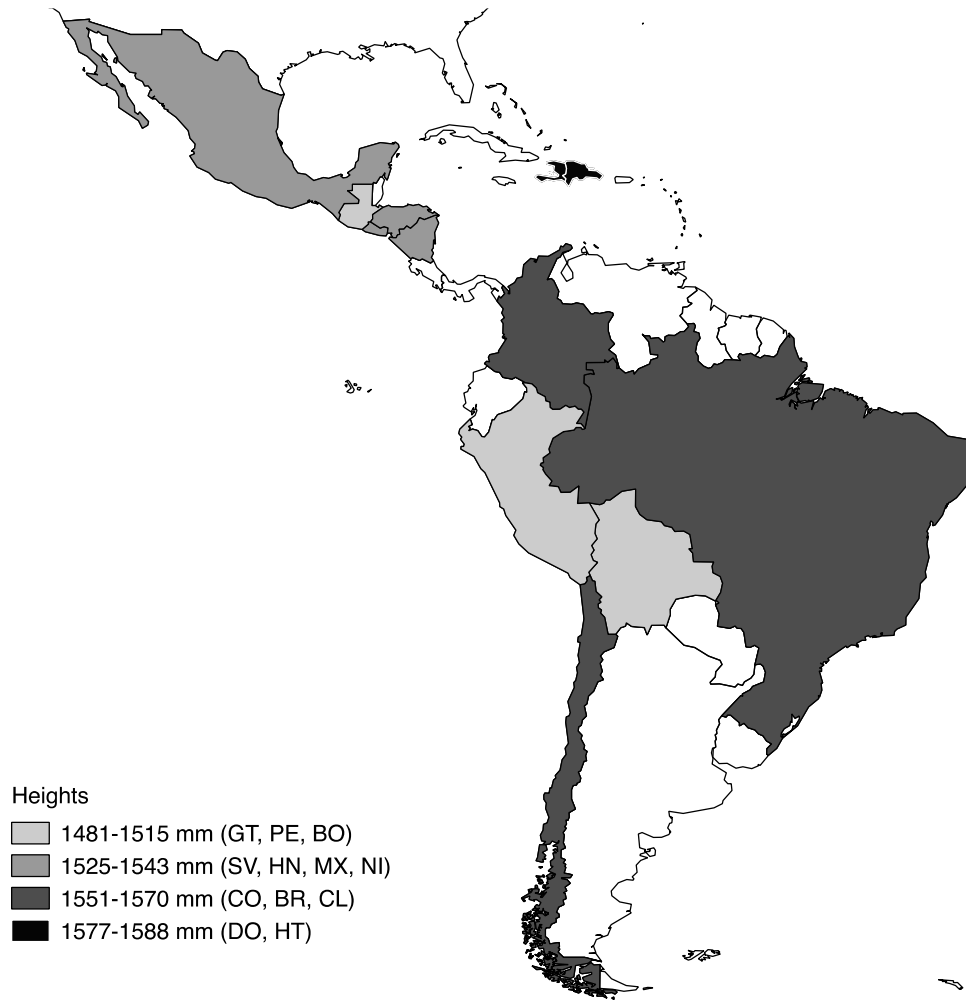 Heights
1481-1515 mm (GT, PE, BO)
1525-1543 mm (SV, HN, MX, NI)
1551-1570 mm (CO, BR, CL)
1577-1588 mm (DO, HT)